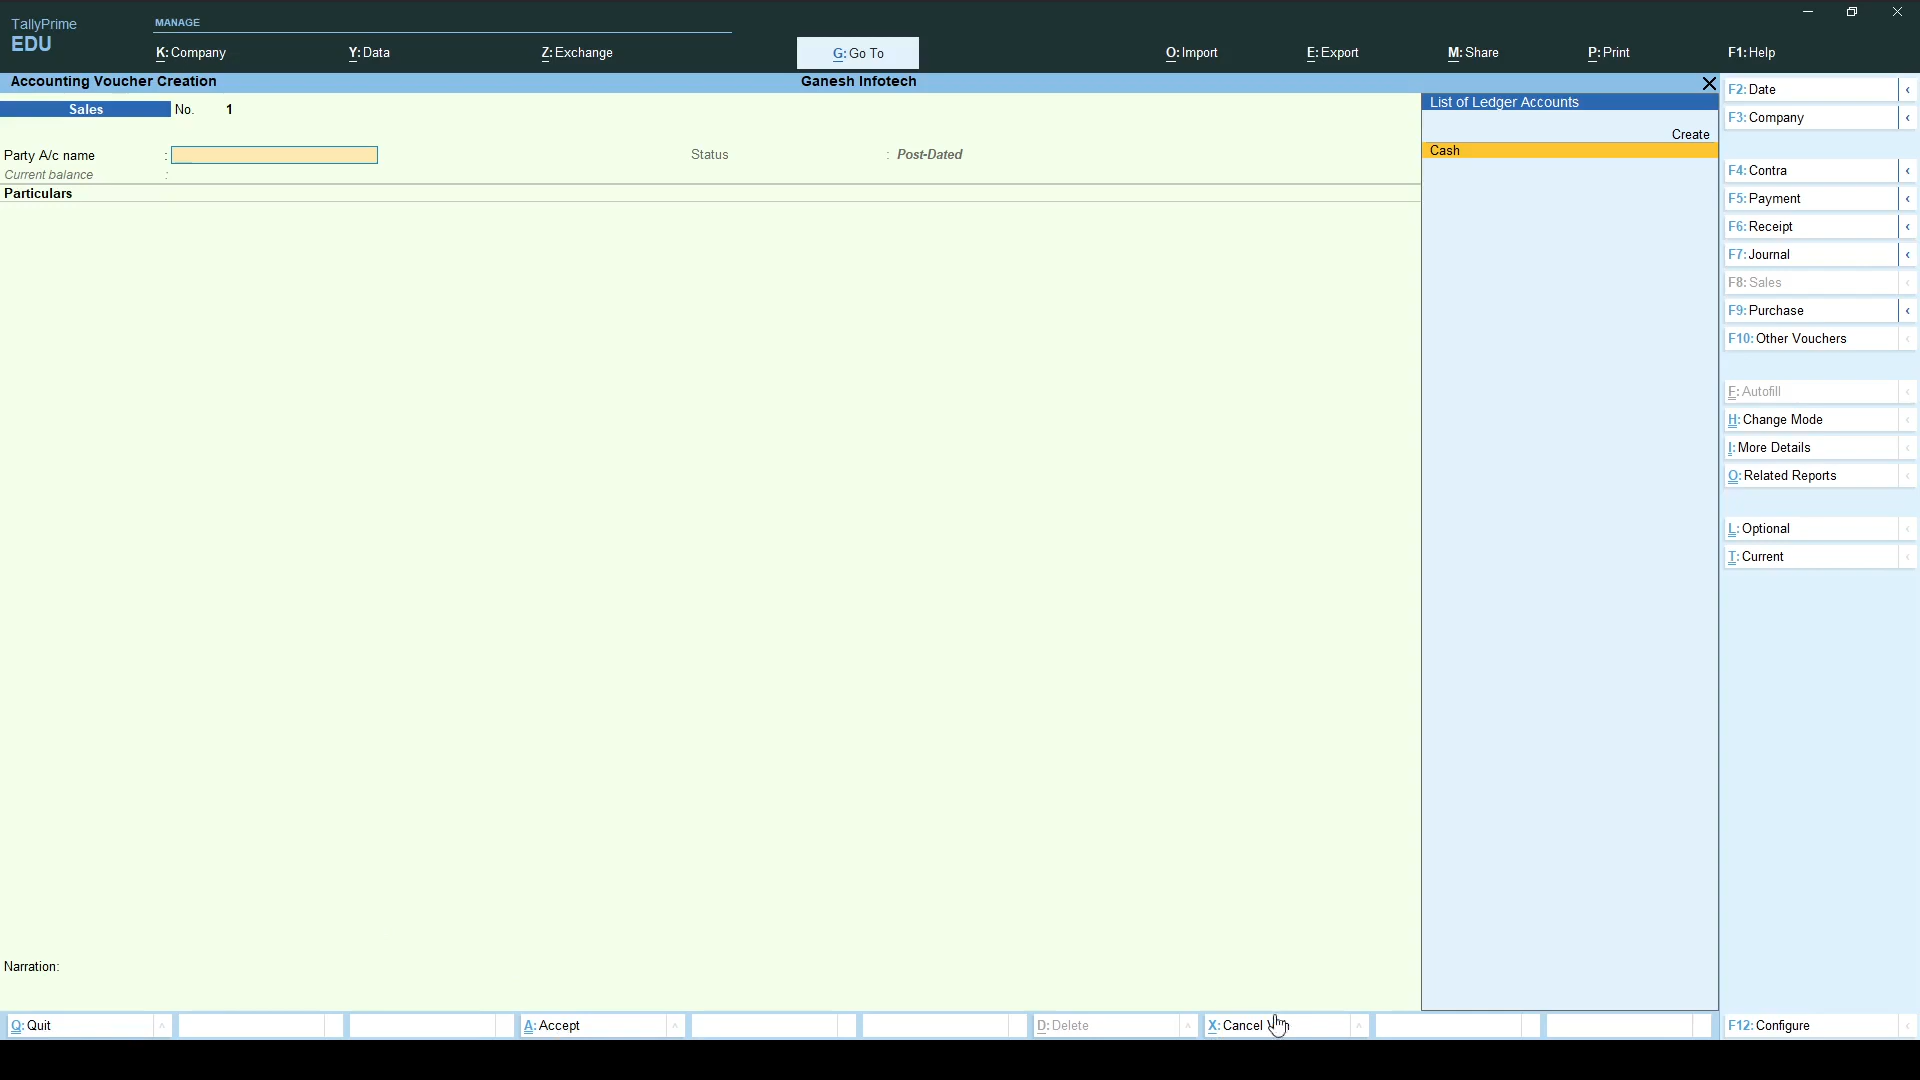 TallyPrime
EDU
MANAGE
K: Company
Y: Data
Z: Exchange
G: Go To
O: Import
E: Export
M: Share
P: Print
F1: Help
Accounting Voucher Creation
Ganesh Infotech
Sales No. 1
Party A/c name :
Status : Post-Dated
Current balance :
Particulars
Narration:
List of Ledger Accounts
Create
Cash
F2: Date
F3: Company
F4: Contra
F5: Payment
F6: Receipt
F7: Journal
F8: Sales
F9: Purchase
F10: Other Vouchers
F: Autofill
H: Change Mode
I: More Details
O: Related Reports
L: Optional
T: Current
Q: Quit
A: Accept
D: Delete
X: Cancel
F12: Configure